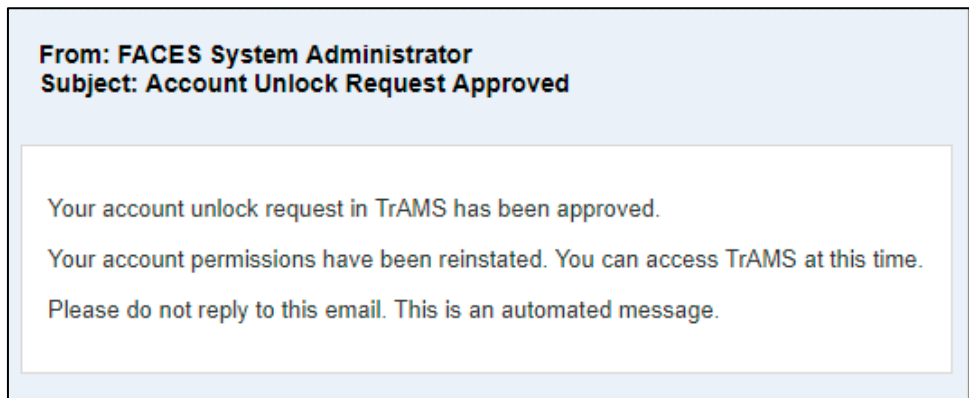 From: FACES System Administrator
Subject: Account Unlock Request Approved
Your account unlock request in TrAMS has been approved.
Your account permissions have been reinstated. You can access TrAMS at this time.
Please do not reply to this email. This is an automated message.